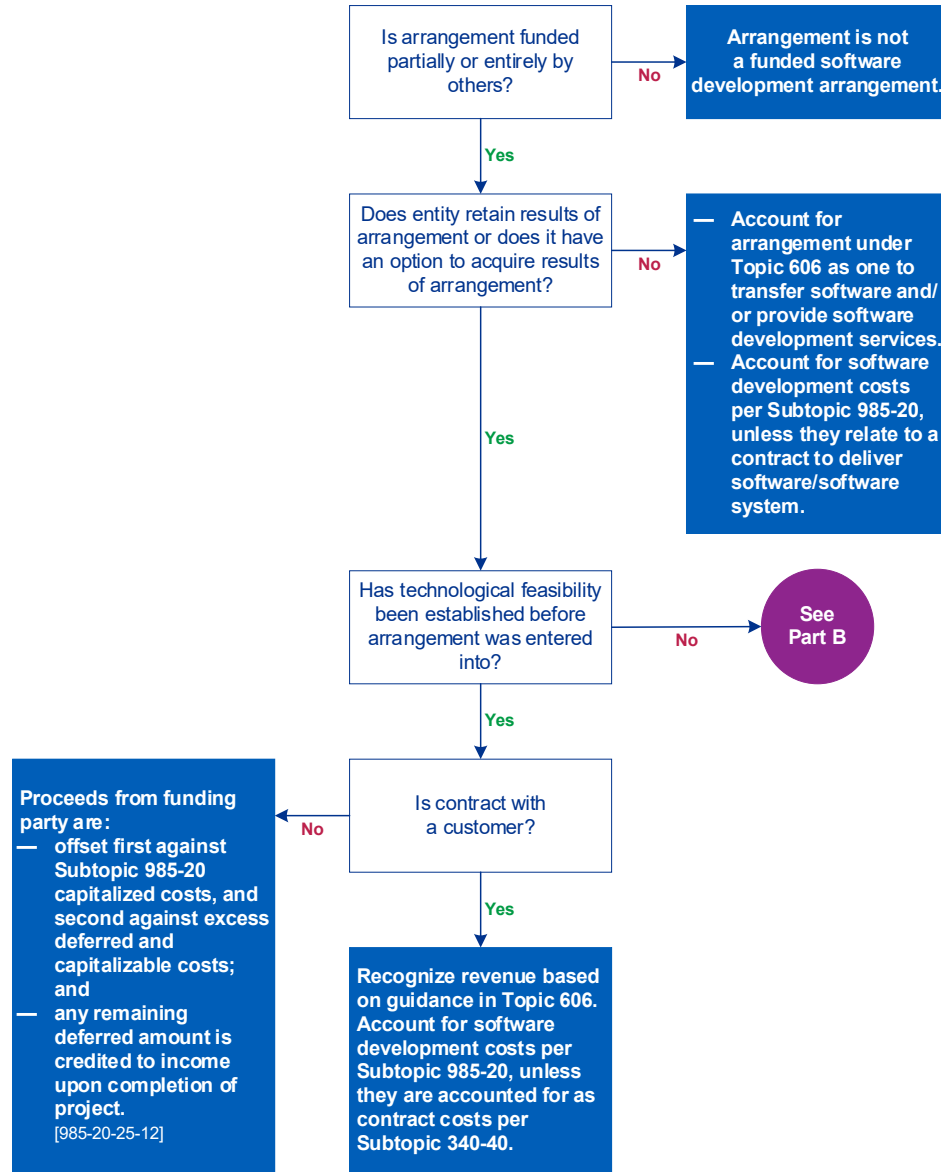 Is arrangement funded
partially or entirely by
others?
No
Arrangement is not
a funded software
development arrangement.
Yes
Does entity retain results of
arrangement or does it have
an option to acquire results
of arrangement?
No
— Account for
arrangement under
Topic 606 as one to
transfer software and/
or provide software
development services.
— Account for software
development costs
per Subtopic 985-20,
unless they relate to a
contract to deliver
software/software
system.
Yes
Has technological feasibility
been established before
arrangement was entered
into?
No
See
Part B
Yes
Is contract with
a customer?
No
Proceeds from funding
party are:
— offset first against
Subtopic 985-20
capitalized costs, and
second against excess
deferred and
capitalizable costs;
and
— any remaining
deferred amount is
credited to income
upon completion of
project.
[985-20-25-12]
Yes
Recognize revenue based
on guidance in Topic 606.
Account for software
development costs per
Subtopic 985-20, unless
they are accounted for as
contract costs per
Subtopic 340-40.